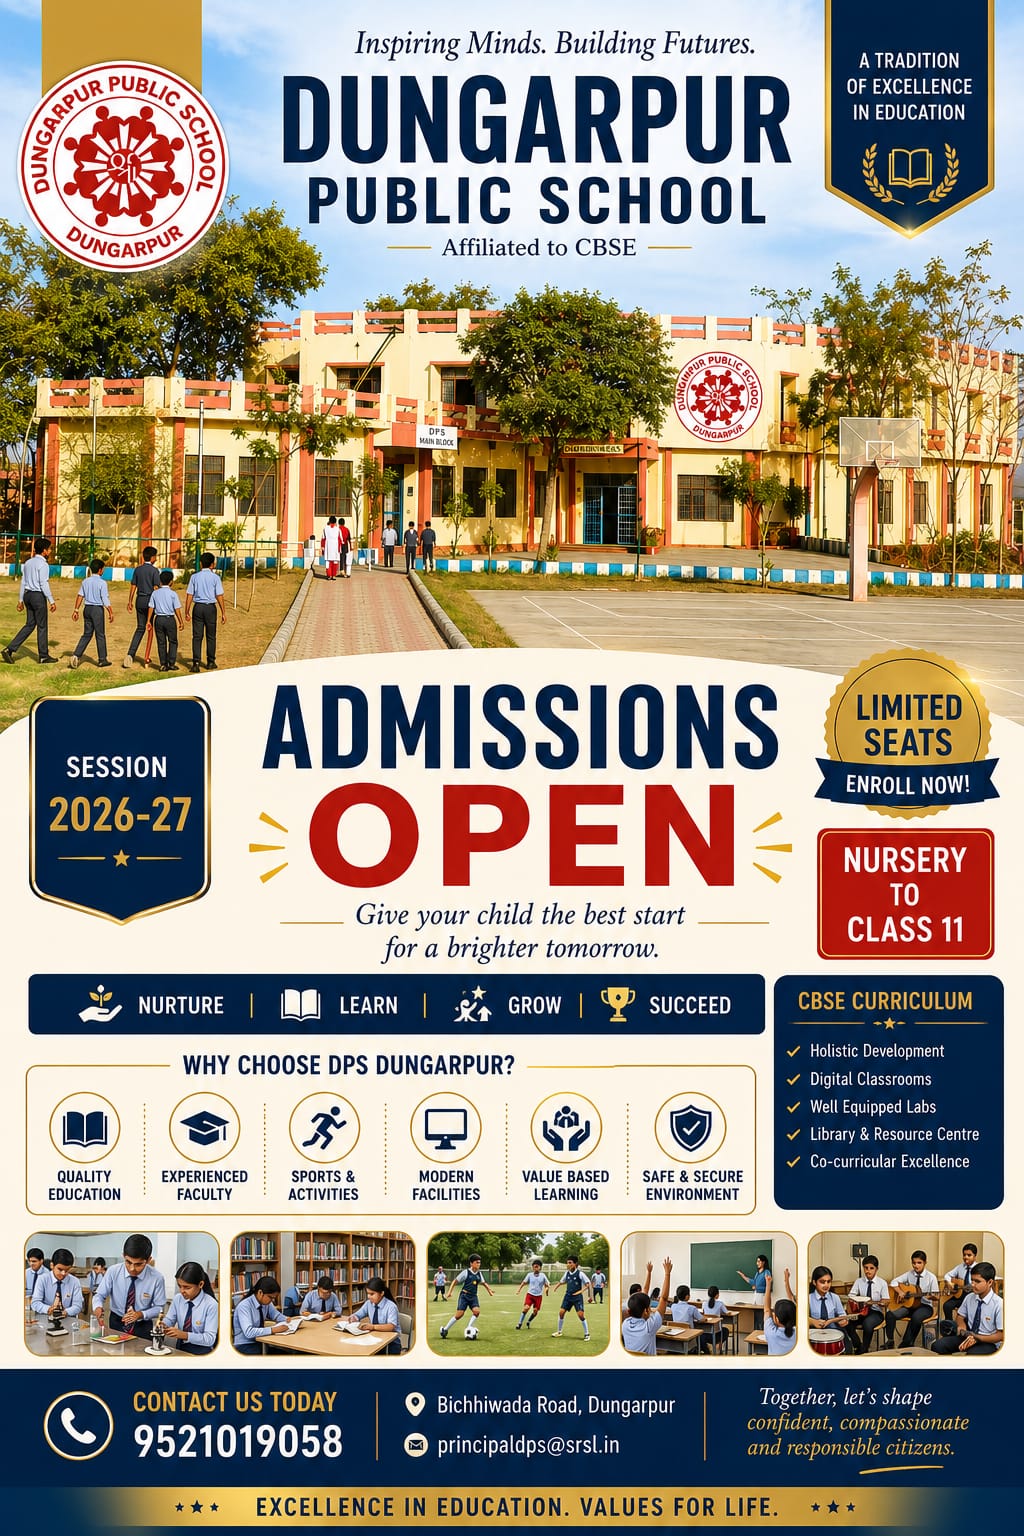 Inspiring Minds. Building Futures.
DUNGARPUR
PUBLIC SCHOOL
Affiliated to CBSE
DUNGARPUR PUBLIC SCHOOL
श्री
DUNGARPUR
A TRADITION
OF EXCELLENCE
IN EDUCATION
DUNGARPUR PUBLIC SCHOOL
DUNGARPUR
DPS
MAIN BLOCK
ADMISSIONS
OPEN
Give your child the best start
for a brighter tomorrow.
SESSION
2026-27
LIMITED
SEATS
ENROLL NOW!
NURSERY
TO
CLASS 11
NURTURE | LEARN | GROW | SUCCEED
CBSE CURRICULUM
Holistic Development
Digital Classrooms
Well Equipped Labs
Library & Resource Centre
Co-curricular Excellence
WHY CHOOSE DPS DUNGARPUR?
QUALITY
EDUCATION
EXPERIENCED
FACULTY
SPORTS &
ACTIVITIES
MODERN
FACILITIES
VALUE BASED
LEARNING
SAFE & SECURE
ENVIRONMENT
CONTACT US TODAY
9521019058
Bichhiwada Road, Dungarpur
principaldps@srsl.in
Together, let's shape
confident, compassionate
and responsible citizens.
EXCELLENCE IN EDUCATION. VALUES FOR LIFE.